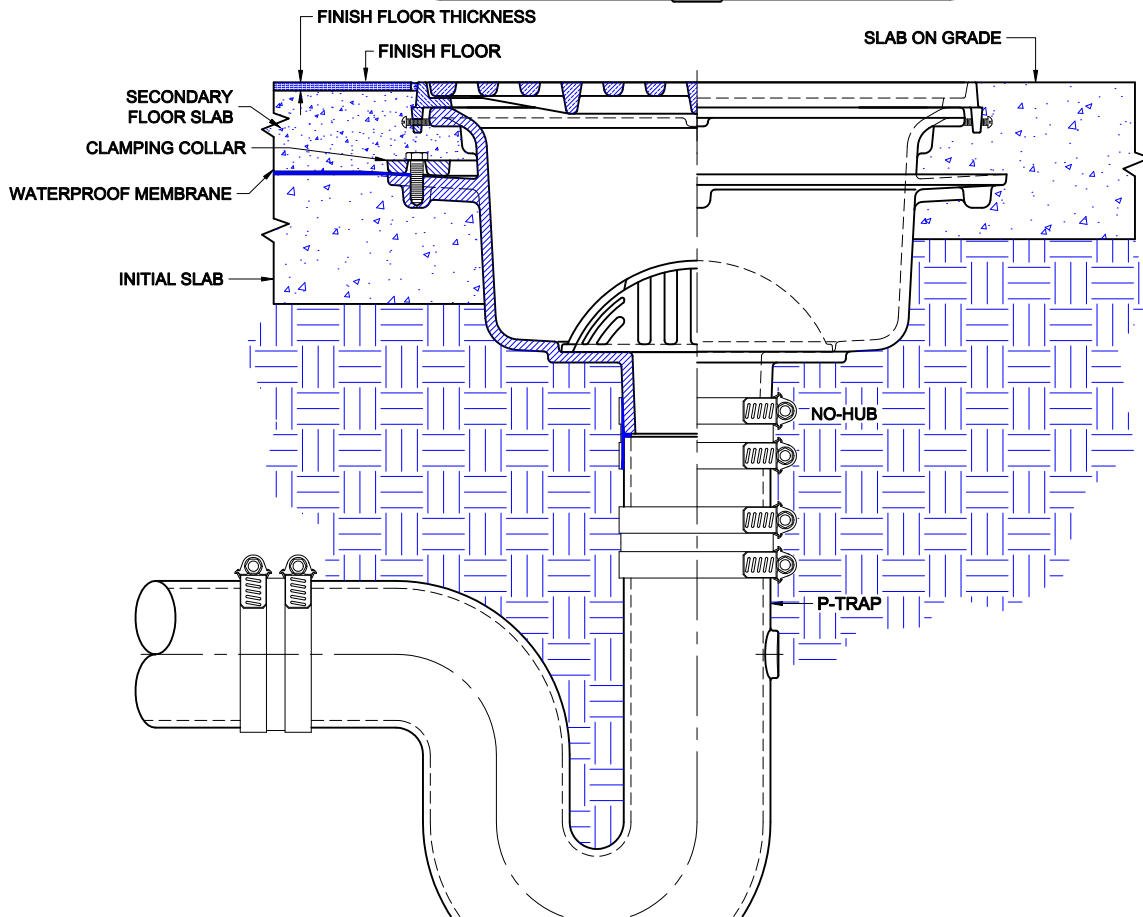 FINISH FLOOR THICKNESS
FINISH FLOOR
SLAB ON GRADE
SECONDARY
FLOOR SLAB
CLAMPING COLLAR
WATERPROOF MEMBRANE
INITIAL SLAB
NO-HUB
P-TRAP